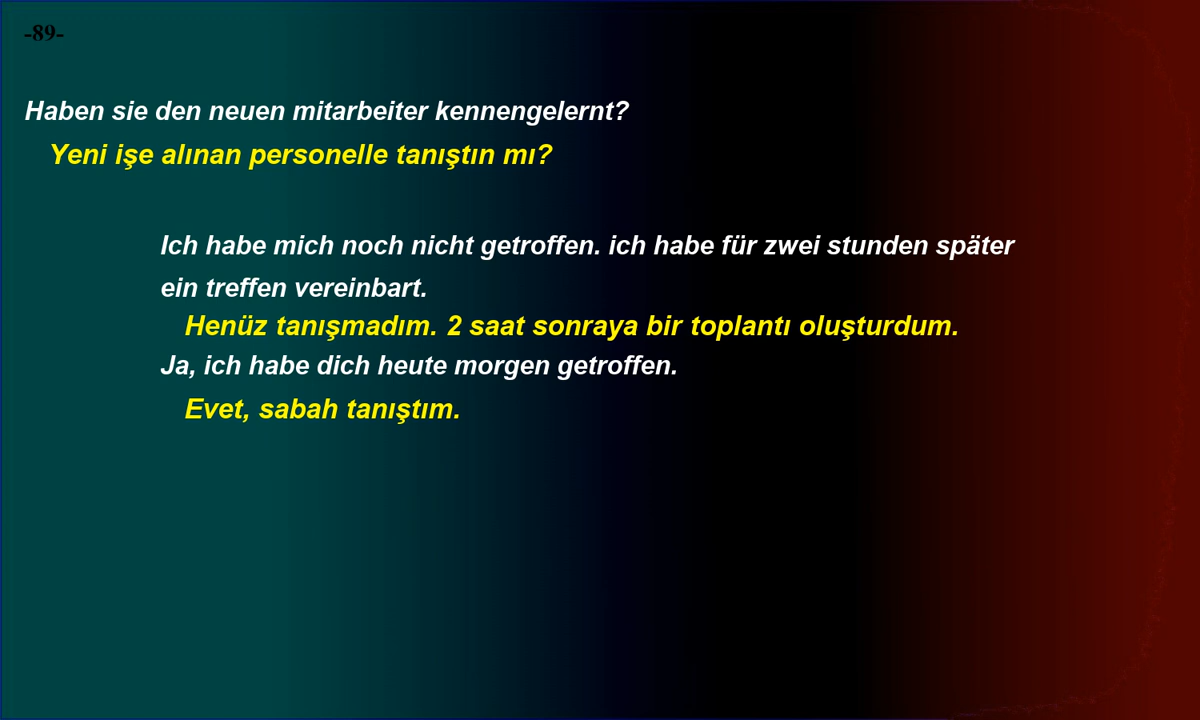 -89-
Haben sie den neuen mitarbeiter kennengelernt?
Yeni işe alınan personelle tanıştın mı?
Ich habe mich noch nicht getroffen. ich habe für zwei stunden später
ein treffen vereinbart.
Henüz tanışmadım. 2 saat sonraya bir toplantı oluşturdum.
Ja, ich habe dich heute morgen getroffen.
Evet, sabah tanıştım.